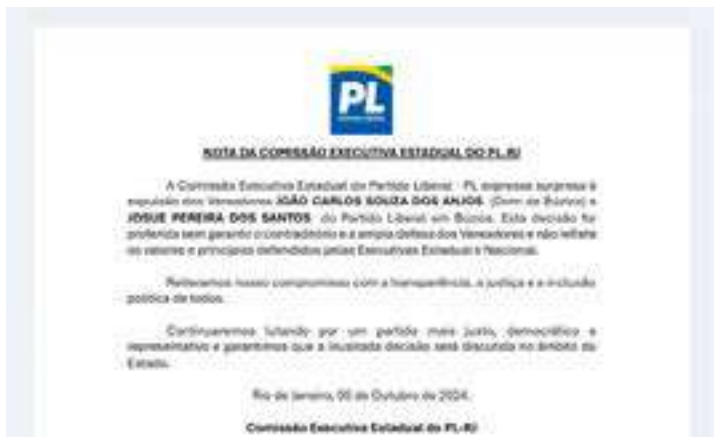 PL
NOTA DA COMISSÃO EXECUTIVA ESTADUAL DO PL-RJ
A Comissão Executiva Estadual do Partido Liberal - PL expressa surpresa à
expulsão dos Vereadores JOÃO CARLOS SOUZA DOS ANJOS (Dom de Búzios) e
JOSUE PEREIRA DOS SANTOS do Partido Liberal em Búzios. Esta decisão foi
proferida sem garantir o contraditório e a ampla defesa dos Vereadores e não reflete
os valores e princípios defendidos pelas Executivas Estadual e Nacional.
Reiteramos nosso compromisso com a transparência, a justiça e a inclusão
política de todos.
Continuaremos lutando por um partido mais justo, democrático e
representativo e garantimos que a inusitada decisão será discutida no âmbito do
Estado.
Rio de Janeiro, de Outubro de 2024.
Comissão Executiva Estadual do PL-RJ